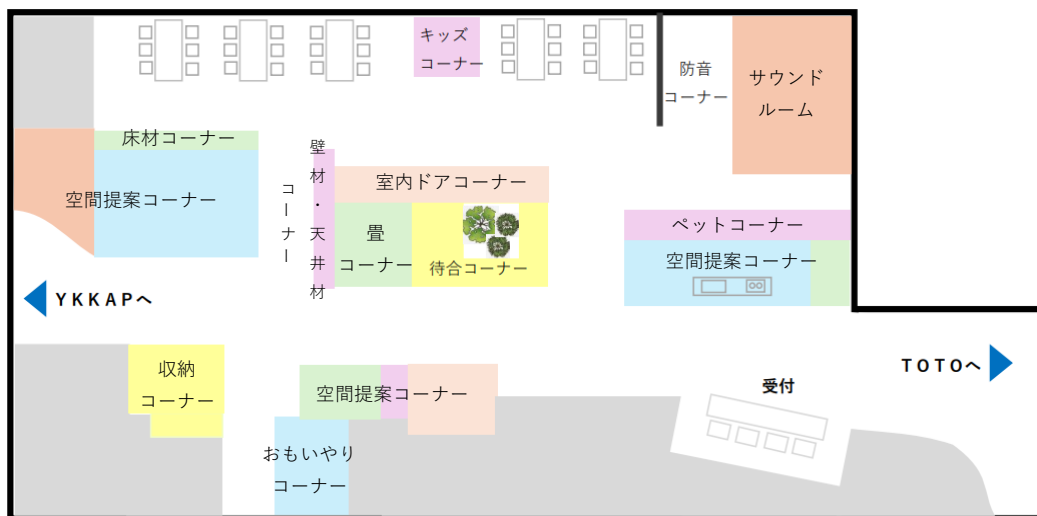 キッズ
コーナー
防音
コーナー
サウンド
ルーム
床材コーナー
空間提案コーナー
壁材・天井材
コーナー
室内ドアコーナー
畳
コーナー
待合コーナー
ペットコーナー
空間提案コーナー
YKKAPへ
TOTOへ
収納
コーナー
空間提案コーナー
受付
おもいやり
コーナー